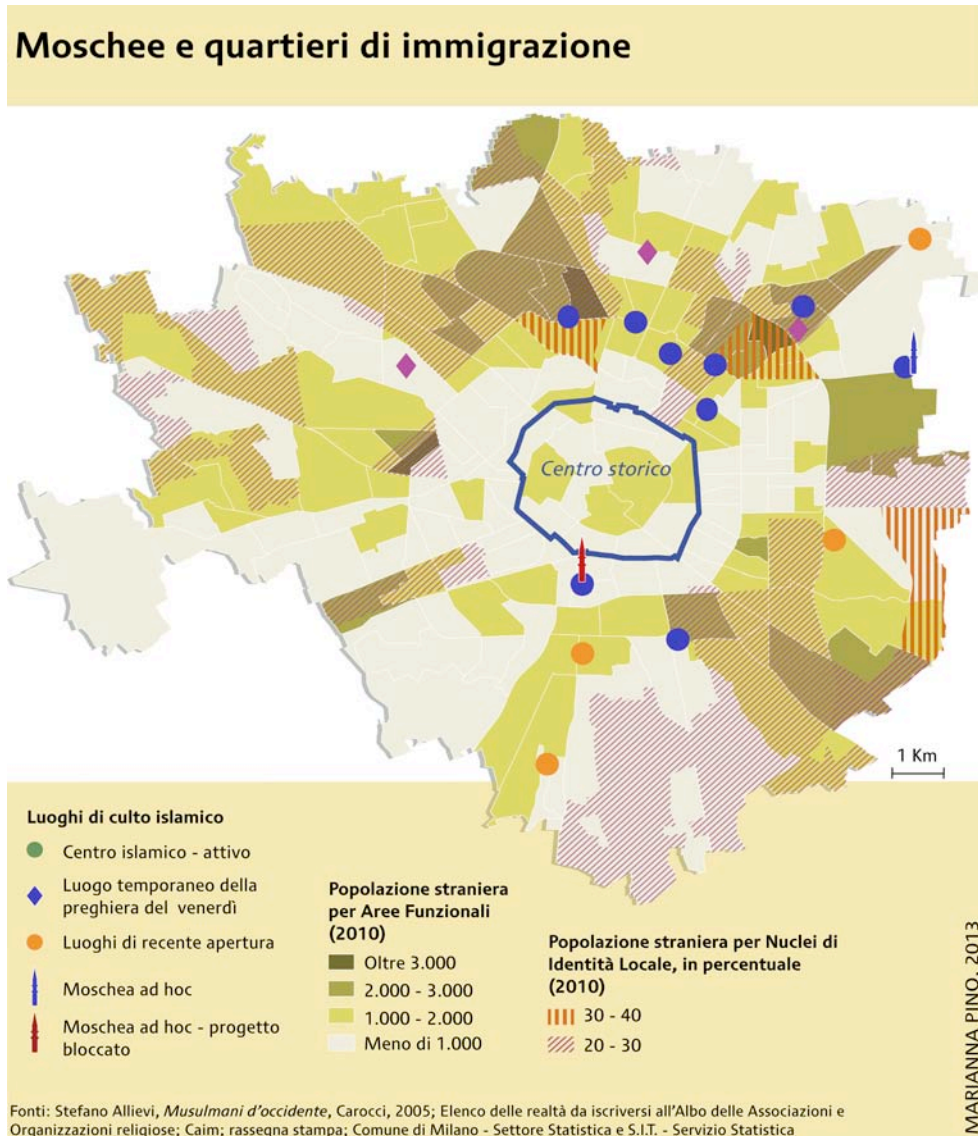 Moschee e quartieri di immigrazione
Centro storico
1 Km
Luoghi di culto islamico
Centro islamico - attivo
Luogo temporaneo della
preghiera del venerdì
Luoghi di recente apertura
Moschea ad hoc
Moschea ad hoc - progetto
bloccato
Popolazione straniera
per Aree Funzionali
(2010)
Oltre 3.000
2.000 - 3.000
1.000 - 2.000
Meno di 1.000
Popolazione straniera per Nuclei di
Identità Locale, in percentuale
(2010)
30 - 40
20 - 30
MARIANNA PINO, 2013
Fonti: Stefano Allievi, Musulmani d'occidente, Carocci, 2005; Elenco delle realtà da iscriversi all'Albo delle Associazioni e
Organizzazioni religiose; Caim; rassegna stampa; Comune di Milano - Settore Statistica e S.I.T. - Servizio Statistica